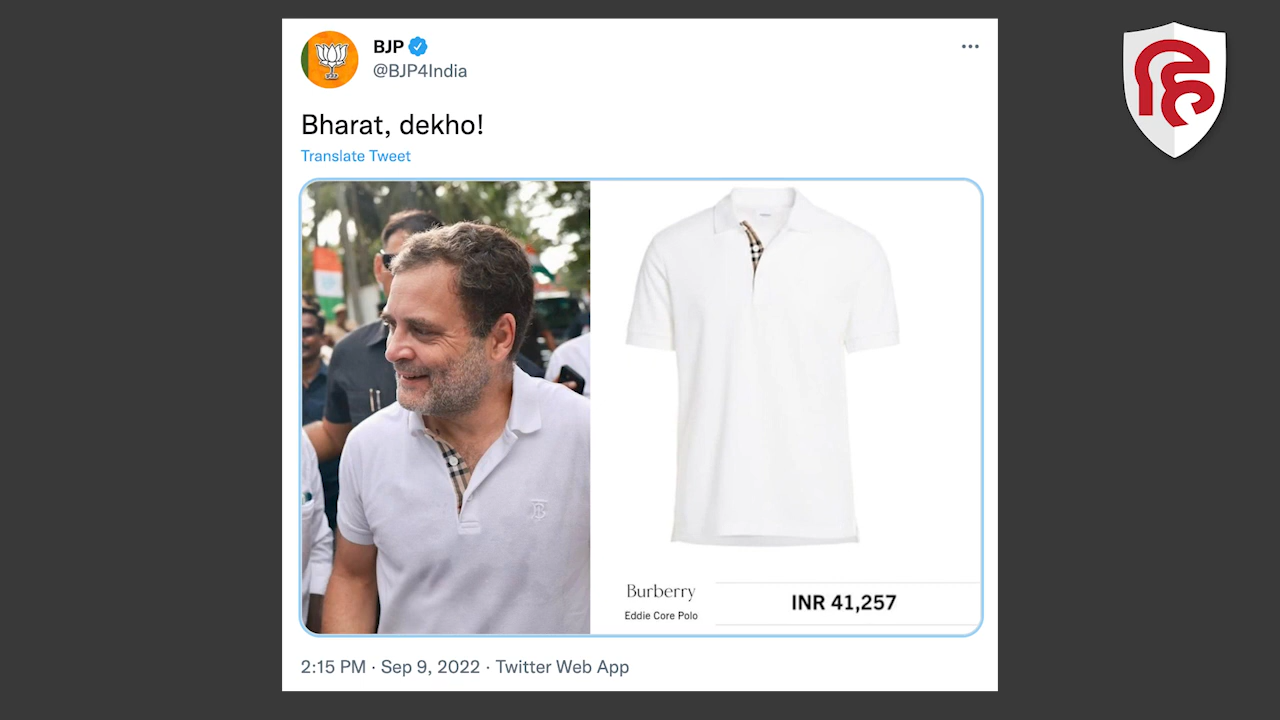 BJP
@BJP4India
Bharat, dekho!
Translate Tweet
Burberry
Eddie Core Polo
INR 41,257
2:15 PM · Sep 9, 2022 · Twitter Web App